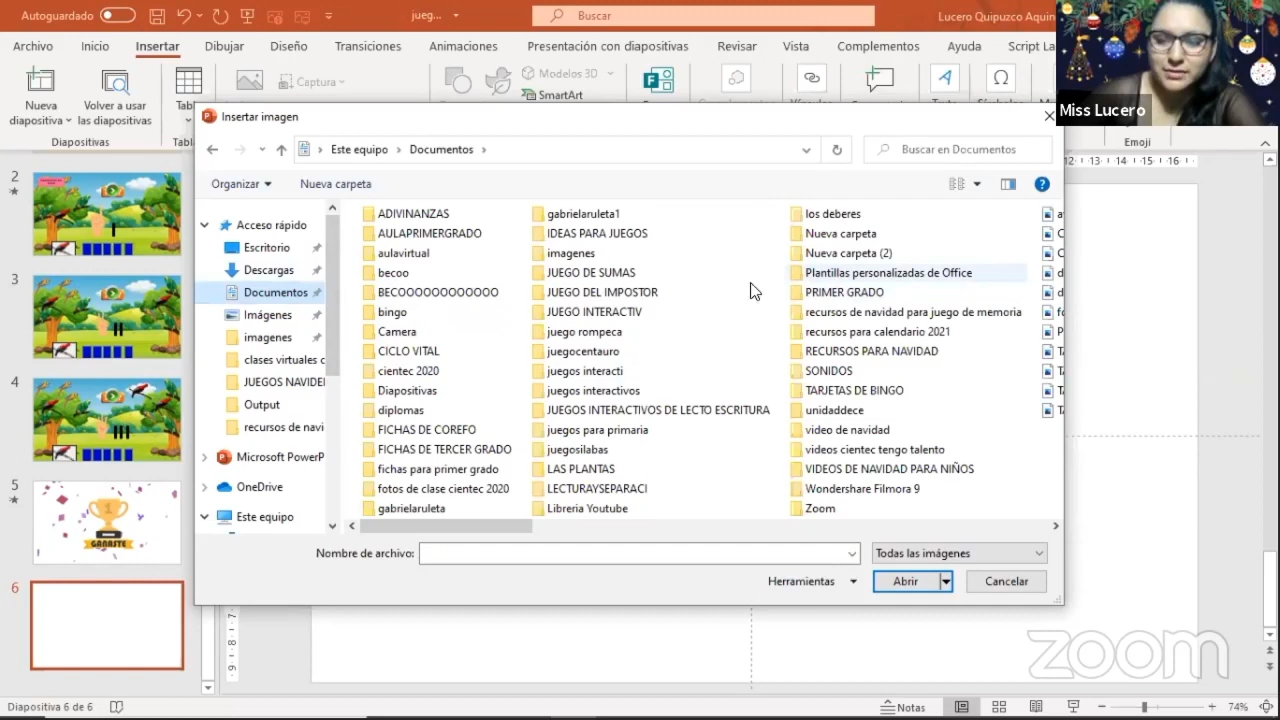 Autoguardado
jueg...
Buscar
Lucero Quipuzco Aquin
Archivo
Inicio
Insertar
Dibujar
Diseño
Transiciones
Animaciones
Presentación con diapositivas
Revisar
Vista
Complementos
Ayuda
Script La
Nueva
diapositiva
Volver a usar
las diapositivas
Captura
Modelos 3D
SmartArt
Diapositivas
Emoji
Miss Lucero
Insertar imagen
Este equipo
Documentos
Buscar en Documentos
Organizar
Nueva carpeta
Acceso rápido
Escritorio
Descargas
Documentos
Imágenes
imagenes
clases virtuales c
JUEGOS NAVIDEI
Output
recursos de navi
Microsoft PowerP
OneDrive
Este equipo
ADIVINANZAS
AULAPRIMERGRADO
aulavirtual
becoo
BECOOOOOOOOOOO
bingo
Camera
CICLO VITAL
cientec 2020
Diapositivas
diplomas
FICHAS DE COREFO
FICHAS DE TERCER GRADO
fichas para primer grado
fotos de clase cientec 2020
gabrielaruleta
gabrielaruleta1
IDEAS PARA JUEGOS
imagenes
JUEGO DE SUMAS
JUEGO DEL IMPOSTOR
JUEGO INTERACTIV
juego rompeca
juegocentauro
juegos interacti
juegos interactivos
JUEGOS INTERACTIVOS DE LECTO ESCRITURA
juegos para primaria
juegosilabas
LAS PLANTAS
LECTURAYSEPARACI
Libreria Youtube
los deberes
Nueva carpeta
Nueva carpeta (2)
Plantillas personalizadas de Office
PRIMER GRADO
recursos de navidad para juego de memoria
recursos para calendario 2021
RECURSOS PARA NAVIDAD
SONIDOS
TARJETAS DE BINGO
unidaddece
video de navidad
videos cientec tengo talento
VIDEOS DE NAVIDAD PARA NIÑOS
Wondershare Filmora 9
Zoom
Nombre de archivo:
Todas las imágenes
Herramientas
Abrir
Cancelar
2
3
4
5
GANASTE
6
zoom
Diapositiva 6 de 6
Notas
74%